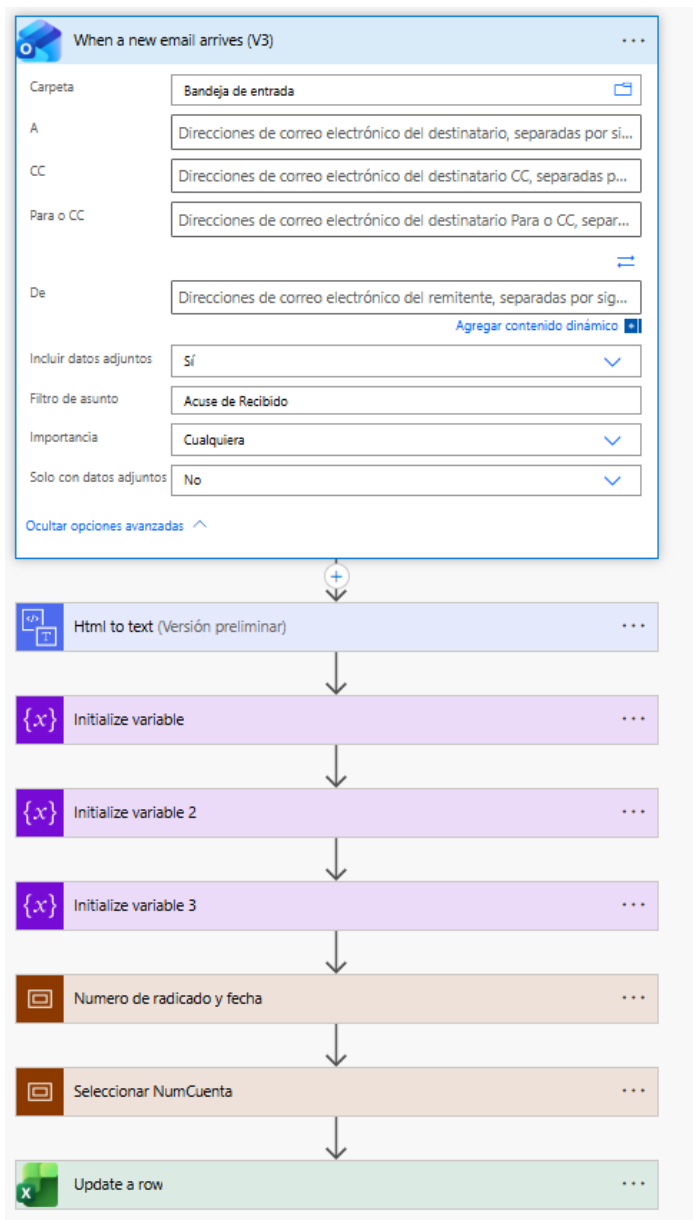 When a new email arrives (V3)
Carpeta
Bandeja de entrada
A
Direcciones de correo electrónico del destinatario, separadas por si...
CC
Direcciones de correo electrónico del destinatario CC, separadas p...
Para o CC
Direcciones de correo electrónico del destinatario Para o CC, separ...
De
Direcciones de correo electrónico del remitente, separadas por sig...
Agregar contenido dinámico
Incluir datos adjuntos
Sí
Filtro de asunto
Acuse de Recibido
Importancia
Cualquiera
Solo con datos adjuntos
No
Ocultar opciones avanzadas
Html to text (Versión preliminar)
{x} Initialize variable
{x} Initialize variable 2
{x} Initialize variable 3
Numero de radicado y fecha
Seleccionar NumCuenta
Update a row